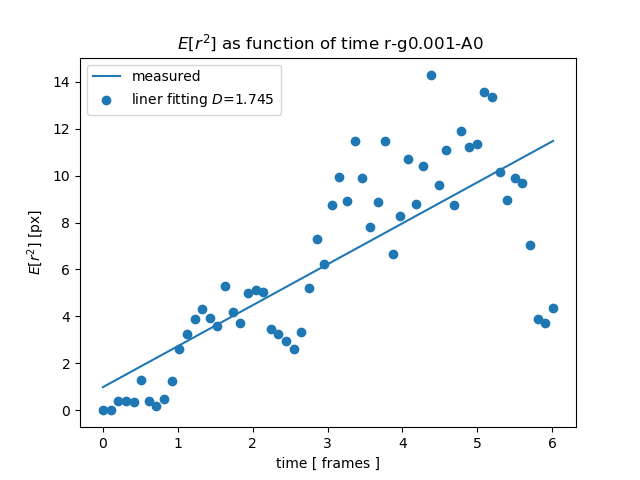 E[r²] as function of time r-g0.001-A0
measured
liner fitting D=1.745
14
12
10
8
6
4
2
0
E[r²] [px]
0 1 2 3 4 5 6
time [ frames ]